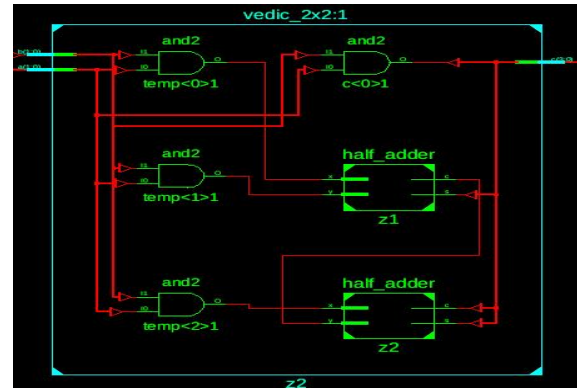 vedic_2x2:1
b(1:0)
a(1:0)
and2
I1
I0
O
temp<0>1
and2
I1
I0
O
c<0>1
c(3:0)
and2
I1
I0
O
temp<1>1
half_adder
x
y
c
s
z1
and2
I1
I0
O
temp<2>1
half_adder
x
y
c
s
z2
z2